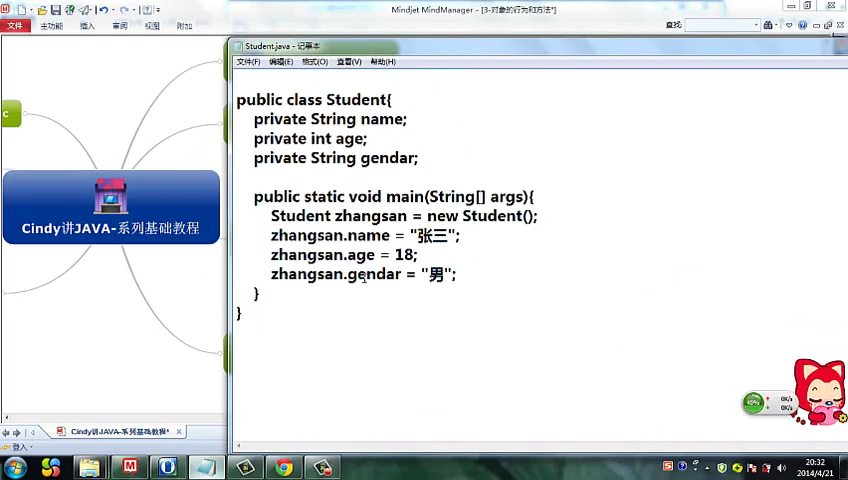 Mindjet MindManager - [3-对象的行为和方法*]
文件 主功能 插入 审阅 视图 附加 查找:
Student.java - 记事本
文件(F) 编辑(E) 格式(O) 查看(V) 帮助(H)
c
Cindy讲JAVA-系列基础教程
public class Student{
private String name;
private int age;
private String gendar;
public static void main(String[] args){
Student zhangsan = new Student();
zhangsan.name = "张三";
zhangsan.age = 18;
zhangsan.gendar = "男";
}
}
40%
0K/s
0K/s
Cindy讲JAVA-系列基础教程*
登入
20:32
2014/4/21